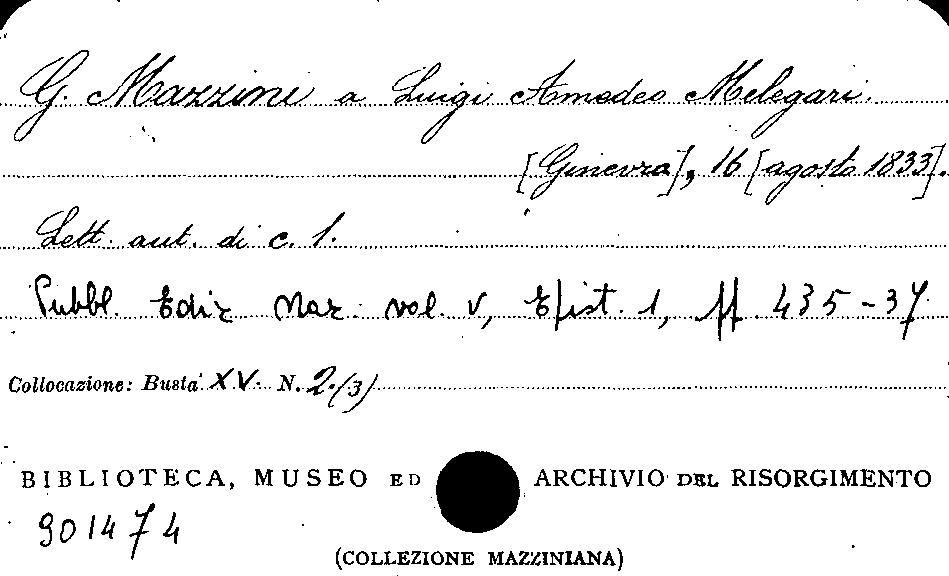 G. Mazzini a Luigi Amedeo Melegari.
[Ginevra], 16 [agosto 1833].
Lett. aut. di c. 1.
Pubbl. Ediz. Naz. vol. V, Epist. 1, pp. 435-37
Collocazione: Busta XV. N. 2.(3)
BIBLIOTECA, MUSEO ED ARCHIVIO DEL RISORGIMENTO
901474
(COLLEZIONE MAZZINIANA)